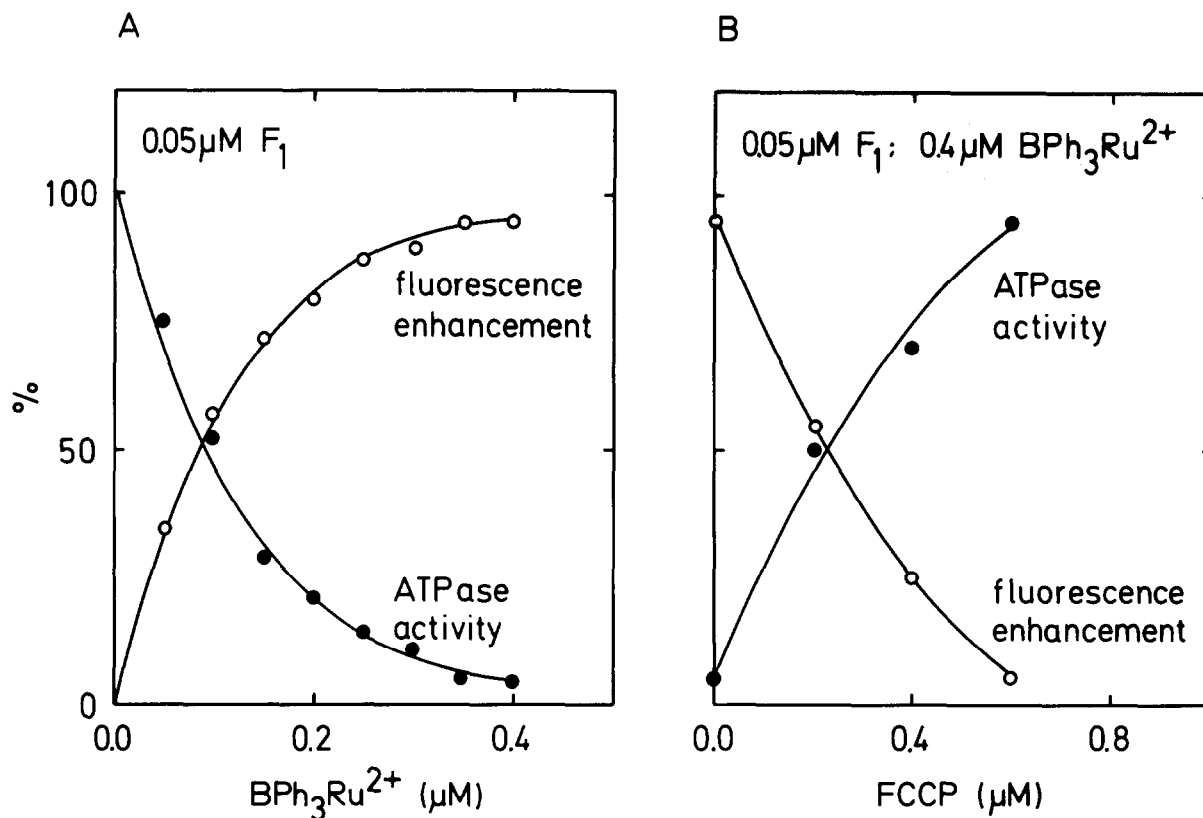 A
0.05µM F₁
100
50
0
%
fluorescence
enhancement
ATPase
activity
0.0 0.2 0.4
BPh₃Ru²⁺ (µM)
B
0.05µM F₁: 0.4µM BPh₃Ru²⁺
ATPase
activity
fluorescence
enhancement
0.0 0.4 0.8
FCCP (µM)